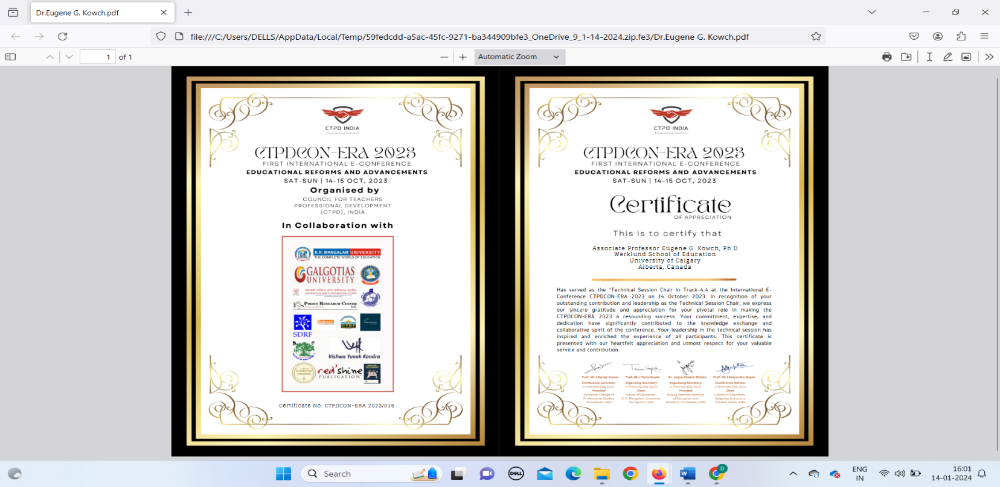 Dr.Eugene G. Kowch.pdf
file:///C:/Users/DELLS/AppData/Local/Temp/59fedcdd-a5ac-45fc-9271-ba344909bfe3_OneDrive_9_1-14-2024.zip.fe3/Dr.Eugene G. Kowch.pdf
1 of 1
Automatic Zoom
CTPD INDIA
Empowering Teachers
CTPDCON-ERA 2023
FIRST INTERNATIONAL E-CONFERENCE
EDUCATIONAL REFORMS AND ADVANCEMENTS
SAT-SUN | 14-15 OCT, 2023
Organised by
COUNCIL FOR TEACHERS
PROFESSIONAL DEVELOPMENT
(CTPD), INDIA
In Collaboration with
K.R. MANGALAM UNIVERSITY
THE COMPLETE WORLD OF EDUCATION
GALGOTIAS
UNIVERSITY
POLICY RESEARCH CENTRE
SDRF
Vishwa Yuvak Kendra
red'shine
PUBLICATION
Certificate No: CTPDCON-ERA 2023/016
CTPD INDIA
Empowering Teachers
CTPDCON-ERA 2023
FIRST INTERNATIONAL E-CONFERENCE
EDUCATIONAL REFORMS AND ADVANCEMENTS
SAT-SUN | 14-15 OCT, 2023
Certificate
OF APPRECIATION
This is to certify that
Associate Professor Eugene G. Kowch, Ph.D
Werklund School of Education
University of Calgary
Alberta, Canada
Has served as the "Technical Session Chair in Track-4.4 at the International E-
Conference CTPDCON-ERA 2023 on 14 October 2023. In recognition of your
outstanding contribution and leadership as the Technical Session Chair, we express
our sincere gratitude and appreciation for your pivotal role in making the
CTPDCON-ERA 2023 a resounding success. Your commitment, expertise, and
dedication have significantly contributed to the knowledge exchange and
collaborative spirit of the conference. Your leadership in the technical session has
inspired and enriched the experience of all participants. This certificate is
presented with our heartfelt appreciation and utmost respect for your valuable
service and contribution.
Prof. (Dr.) Sanjay Kumar
Conference Convener
CTPDCON-ERA 2023
Principal
Saraswati College of
Professional Studies
Ghaziabad, India
Prof. (Dr.) Tania Gupta
Organising Secretary
CTPDCON-ERA 2023
Dean
School of Education,
K. R. Mangalam University
Gurugram, India
Dr. Jugnu Khatter Bhatia
Organising Secretary
CTPDCON-ERA 2023
Principal
Satyug Darshan Institute
of Education and
Research, Faridabad, India
Prof. (Dr.) Satyendra Gupta
Conference Advisor
CTPDCON-ERA 2023
Dean
School of Education,
Galgotias University
Greater Noida, India
Search
DELL
D
ENG
IN
16:01
14-01-2024